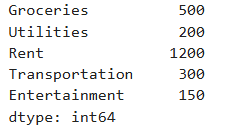 Groceries 500
Utilities 200
Rent 1200
Transportation 300
Entertainment 150
dtype: int64